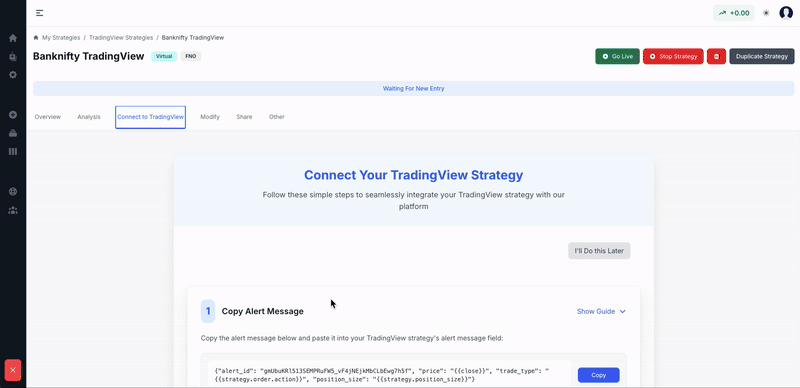 +0.00
My Strategies / TradingView Strategies / Banknifty TradingView
Banknifty TradingView Virtual FNO
Go Live Stop Strategy Duplicate Strategy
Waiting For New Entry
Overview Analysis Connect to TradingView Modify Share Other
Connect Your TradingView Strategy
Follow these simple steps to seamlessly integrate your TradingView strategy with our
platform
I'll Do this Later
1 Copy Alert Message Show Guide
Copy the alert message below and paste it into your TradingView strategy's alert message field:
{"alert_id": "gmUbuKRl5i3SEMPRuFW5_vF4jNEjkMbCLbEwg7h5f", "price": "{{close}}", "trade_type": "
{{strategy.order.action}}", "position_size": "{{strategy.position_size}}"}
Copy